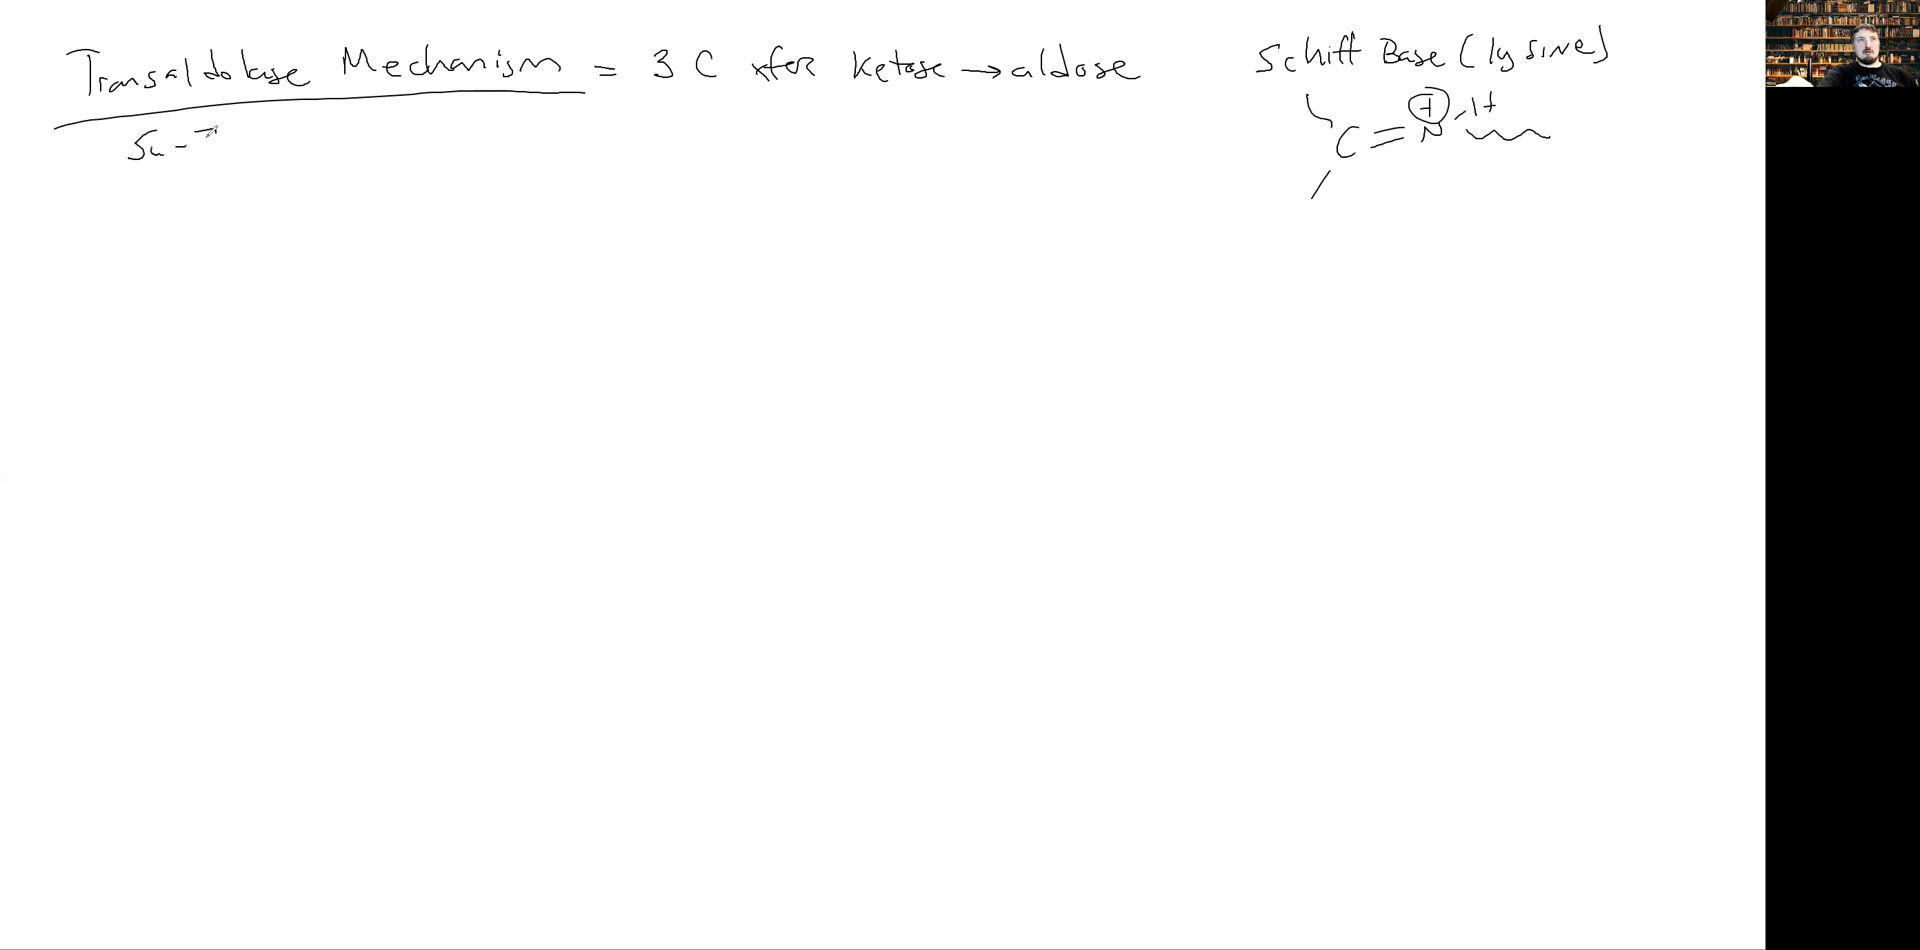 Transaldolase Mechanism = 3 C xfer ketose → aldose
Schiff Base (lysine)
+
H
C = N